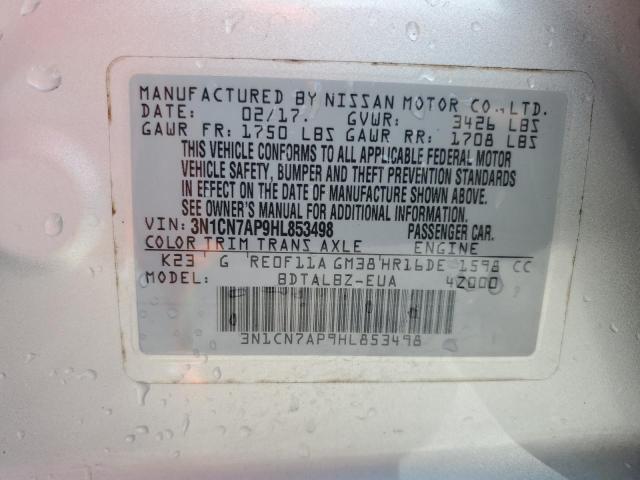 MANUFACTURED BY NISSAN MOTOR CO., LTD.
DATE: 02/17. GVWR: 3426 LBS
GAWR FR: 1750 LBS GAWR RR: 1708 LBS
THIS VEHICLE CONFORMS TO ALL APPLICABLE FEDERAL MOTOR
VEHICLE SAFETY, BUMPER AND THEFT PREVENTION STANDARDS
IN EFFECT ON THE DATE OF MANUFACTURE SHOWN ABOVE.
SEE OWNER'S MANUAL FOR ADDITIONAL INFORMATION
VIN: 3N1CN7AP9HL853498 PASSENGER CAR.
COLOR TRIM TRANS AXLE ENGINE
K23 G RE0F11A GM38 HR16DE 1598 CC
MODEL: BDTALBZ-EUA 4Z000
3N1CN7AP9HL853498